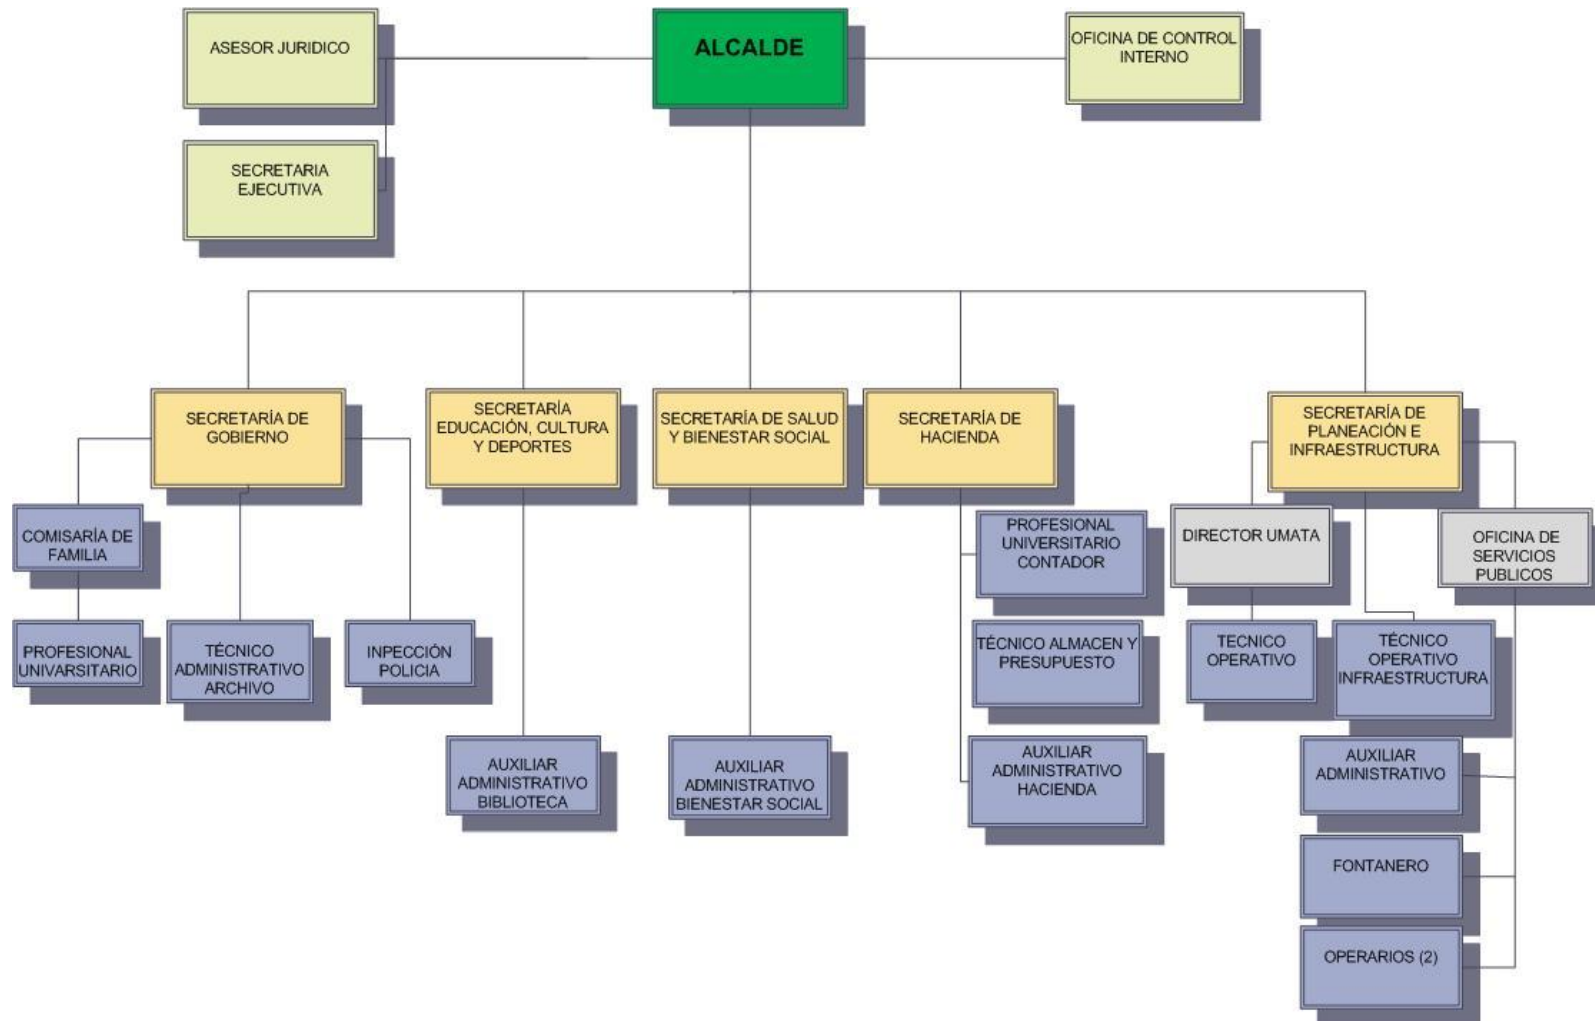 ASESOR JURIDICO
ALCALDE
OFICINA DE CONTROL
INTERNO
SECRETARIA
EJECUTIVA
SECRETARÍA DE
GOBIERNO
SECRETARÍA
EDUCACIÓN, CULTURA
Y DEPORTES
SECRETARÍA DE SALUD
Y BIENESTAR SOCIAL
SECRETARÍA DE
HACIENDA
SECRETARÍA DE
PLANEACIÓN E
INFRAESTRUCTURA
COMISARÍA DE
FAMILIA
PROFESIONAL
UNIVERSITARIO
CONTADOR
DIRECTOR UMATA
OFICINA DE
SERVICIOS
PUBLICOS
PROFESIONAL
UNIVARSITARIO
TÉCNICO
ADMINISTRATIVO
ARCHIVO
INPECCIÓN
POLICIA
TÉCNICO ALMACEN Y
PRESUPUESTO
TECNICO
OPERATIVO
TÉCNICO
OPERATIVO
INFRAESTRUCTURA
AUXILIAR
ADMINISTRATIVO
BIBLIOTECA
AUXILIAR
ADMINISTRATIVO
BIENESTAR SOCIAL
AUXILIAR
ADMINISTRATIVO
HACIENDA
AUXILIAR
ADMINISTRATIVO
FONTANERO
OPERARIOS (2)